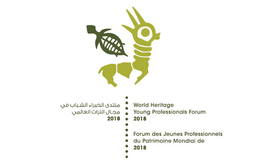 منتدى الخبراء الشباب في
مجال التراث العالمي
2018
World Heritage
Young Professionals Forum
2018
Forum des Jeunes Professionnels
du Patrimoine Mondial de
2018